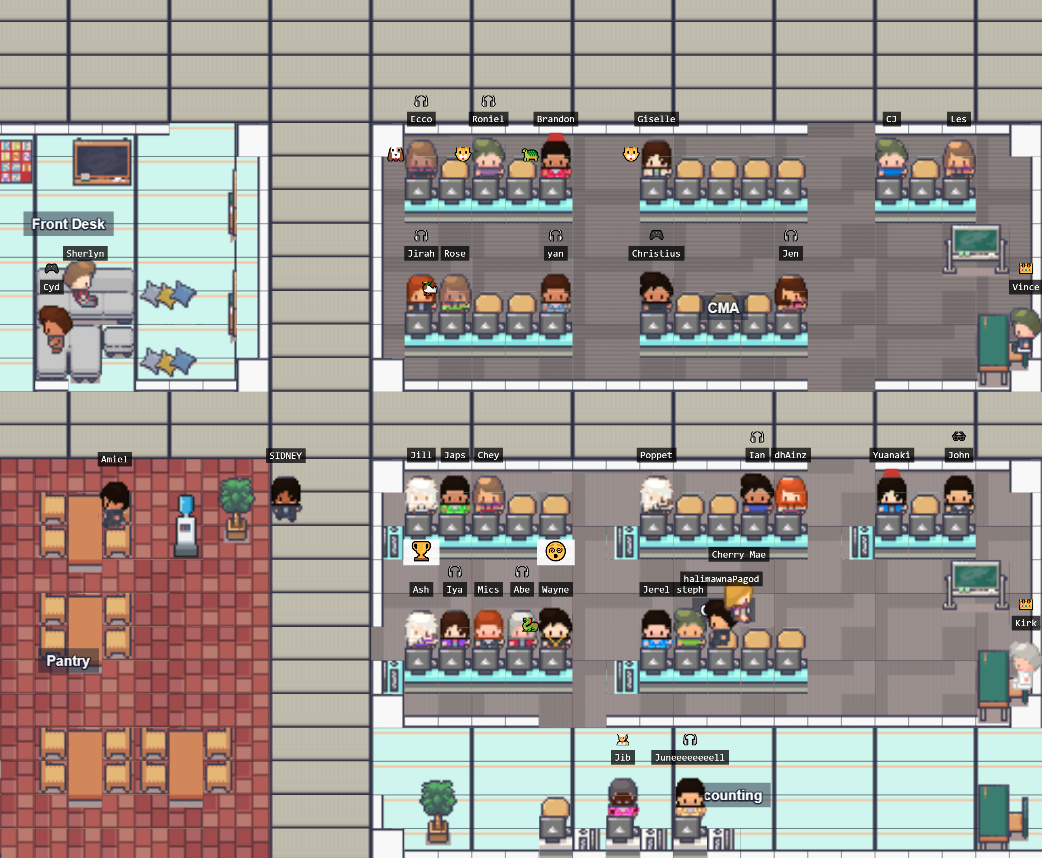 Ecco
Roniel
Brandon
Giselle
CJ
Les
Front Desk
Sherlyn
Cyd
Jirah
Rose
yan
Christius
Jen
CMA
Vince
Amiel
SIDNEY
Jill
Japs
Chey
Poppet
Ian
dhAinz
Yuanaki
John
Cherry Mae
halimawnaPagod
Ash
Iya
Mics
Abe
Wayne
Jerel
steph
Kirk
Pantry
Jib
Juneeeeeeeell
counting